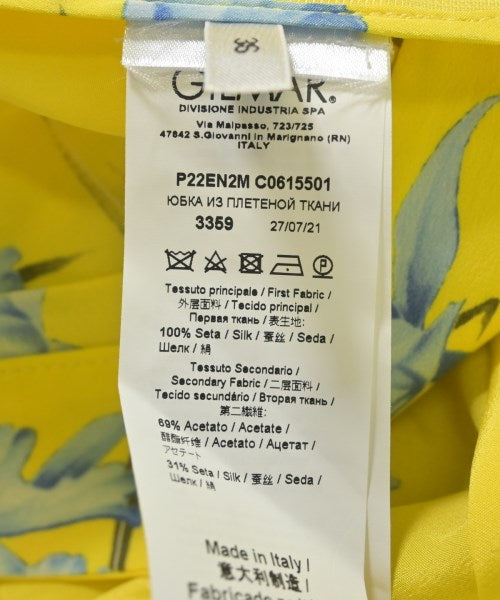 38
GILMAR®
DIVISIONE INDUSTRIA SPA
Via Malpasso, 723/725
47842 S.Giovanni in Marignano (RN)
ITALY
P22EN2M C0615501
ЮБКА ИЗ ПЛЕТЕНОЙ ТКАНИ
3359 27/07/21
P
Tessuto principale / First Fabric /
外层面料 / Tecido principal /
Первая ткань / 表生地:
100% Seta / Silk / 蚕丝 / Seda /
Шелк / 絹
Tessuto Secondario /
Secondary Fabric / 二层面料 /
Tecido secundário / Вторая ткань /
第二繊維:
69% Acetato / Acetate /
醋酯纤维 / Acetato / Ацетат /
アセテート
31% Seta / Silk / 蚕丝 / Seda /
Шелк / 絹
Made in Italy /
意大利制造 /
Fabricado